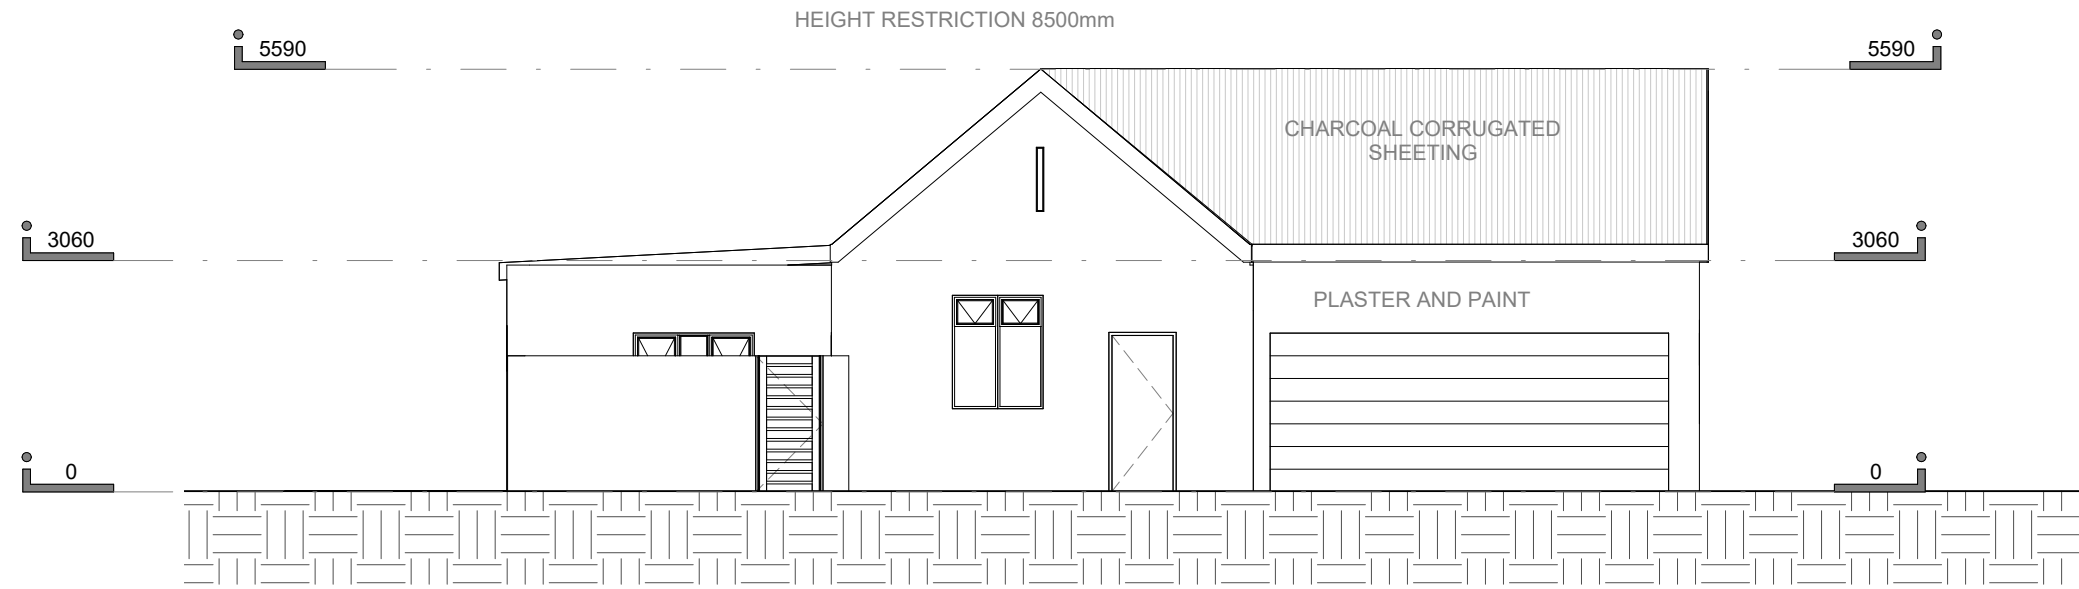 HEIGHT RESTRICTION 8500mm
5590
5590
CHARCOAL CORRUGATED
SHEETING
3060
3060
PLASTER AND PAINT
0
0